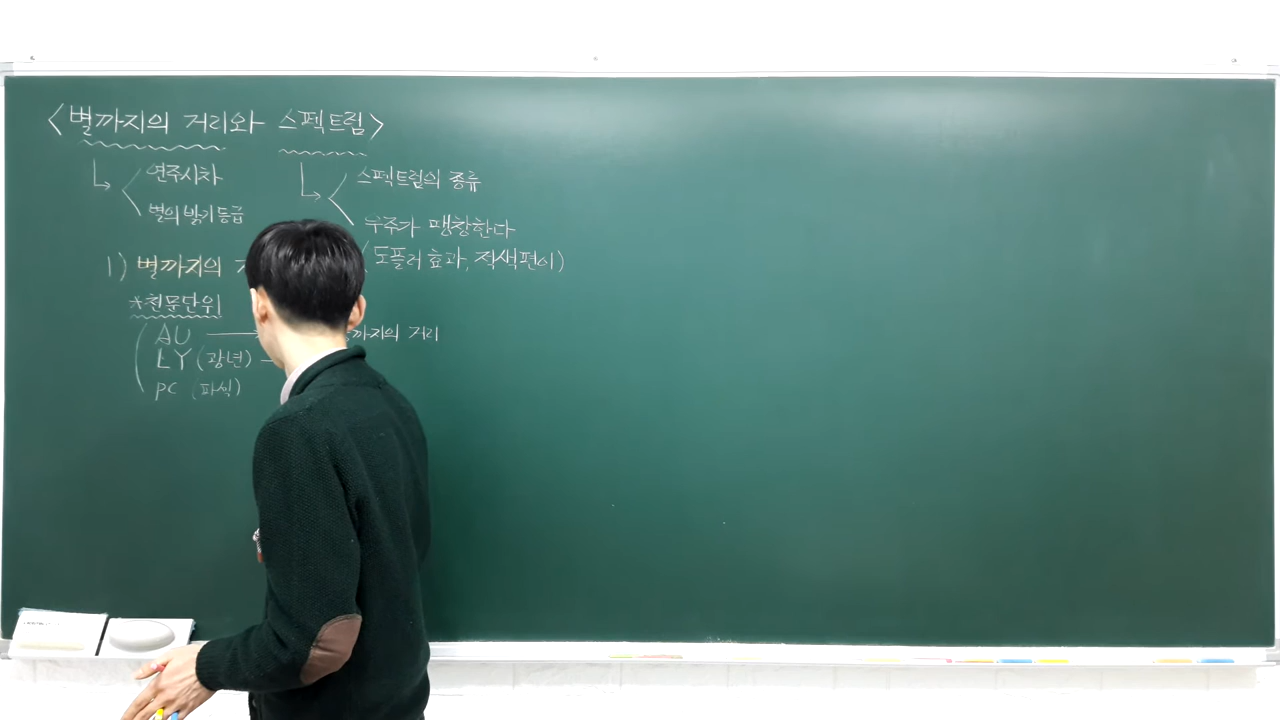 <별까지의 거리와 스펙트럼>
연주시차
별의 밝기 등급
스펙트럼의 종류
우주가 팽창한다
(도플러 효과, 적색편이)
1) 별까지의
*천문단위
AU → 까지의 거리
LY (광년)
pc (파섹)